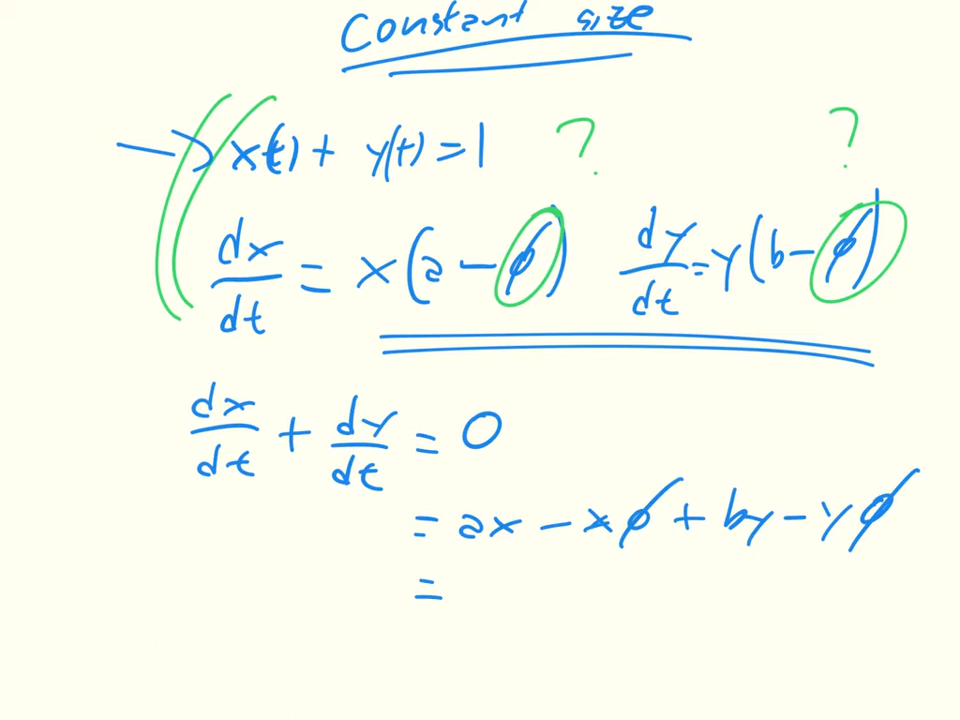 Constant size
→ x(t) + y(t) = 1 ? ?
dx/dt = x(a − ϕ) dy/dt = y(b − ϕ)
dx/dt + dy/dt = 0
= ax − xϕ + by − yϕ
=